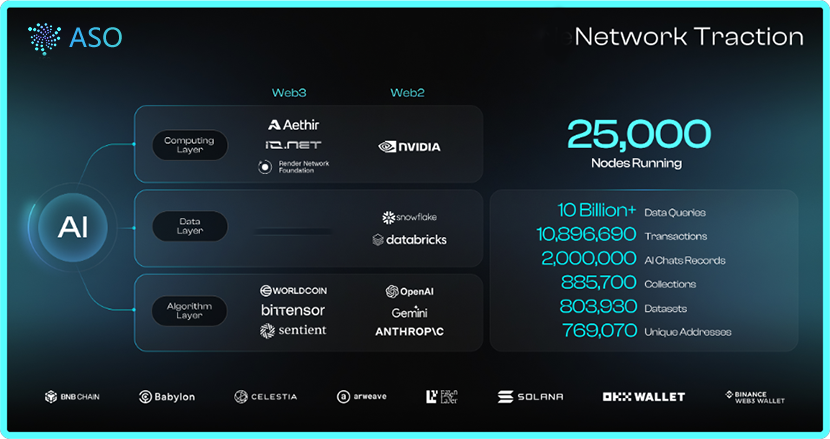 ASO
Network Traction
Web3
Web2
AI
Computing
Layer
Aethir
IO.NET
Render Network
Foundation
NVIDIA
Data
Layer
snowflake
databricks
Algorithm
Layer
WORLDCOIN
bittensor
sentient
OpenAI
Gemini
ANTHROP\C
25,000
Nodes Running
10 Billion+ Data Queries
10,896,690 Transactions
2,000,000 AI Chats Records
885,700 Collections
803,930 Datasets
769,070 Unique Addresses
BNB CHAIN
Babylon
CELESTIA
arweave
Eigen
Layer
SOLANA
OKX WALLET
BINANCE
WEB3 WALLET